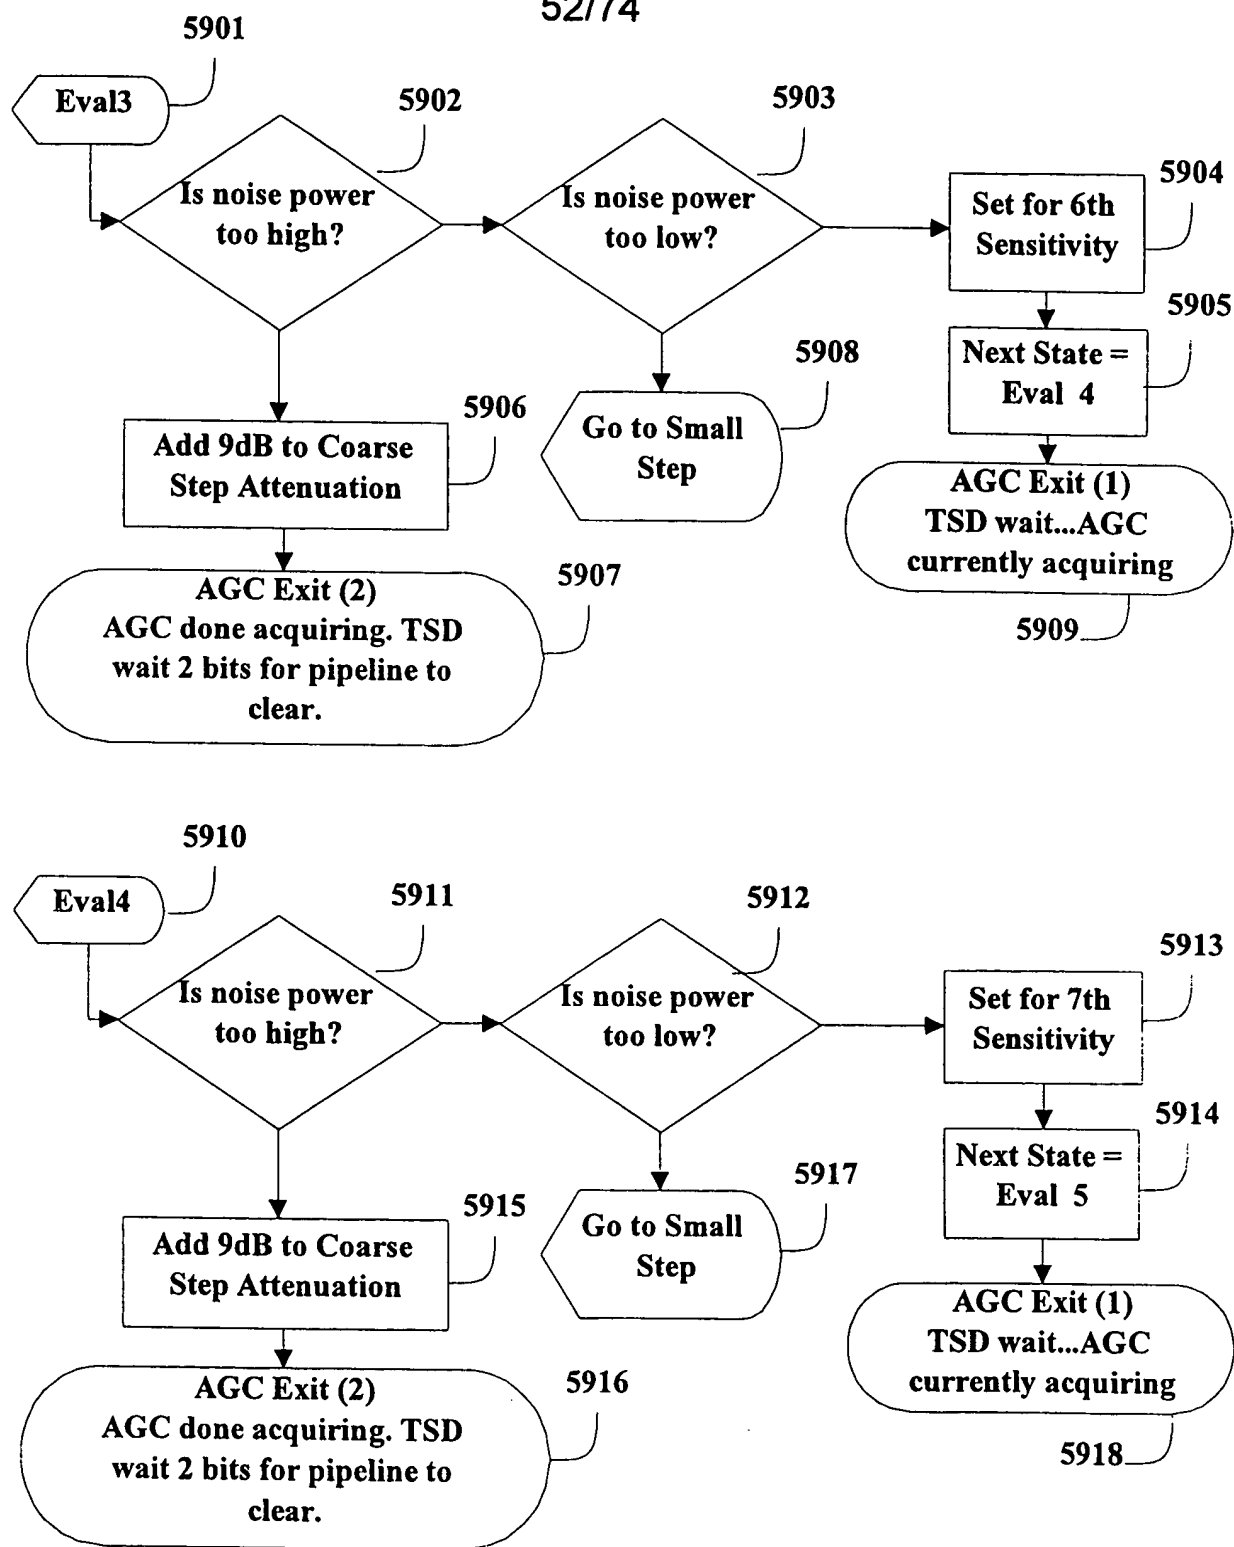 52/74
5901
Eval3
5902
5903
Is noise power
too high?
Is noise power
too low?
5904
Set for 6th
Sensitivity
5905
Next State =
Eval 4
5906
Add 9dB to Coarse
Step Attenuation
5908
Go to Small
Step
AGC Exit (1)
TSD wait...AGC
currently acquiring
5909
5907
AGC Exit (2)
AGC done acquiring. TSD
wait 2 bits for pipeline to
clear.
5910
Eval4
5911
5912
Is noise power
too high?
Is noise power
too low?
5913
Set for 7th
Sensitivity
5914
Next State =
Eval 5
5915
Add 9dB to Coarse
Step Attenuation
5917
Go to Small
Step
AGC Exit (1)
TSD wait...AGC
currently acquiring
5918
5916
AGC Exit (2)
AGC done acquiring. TSD
wait 2 bits for pipeline to
clear.